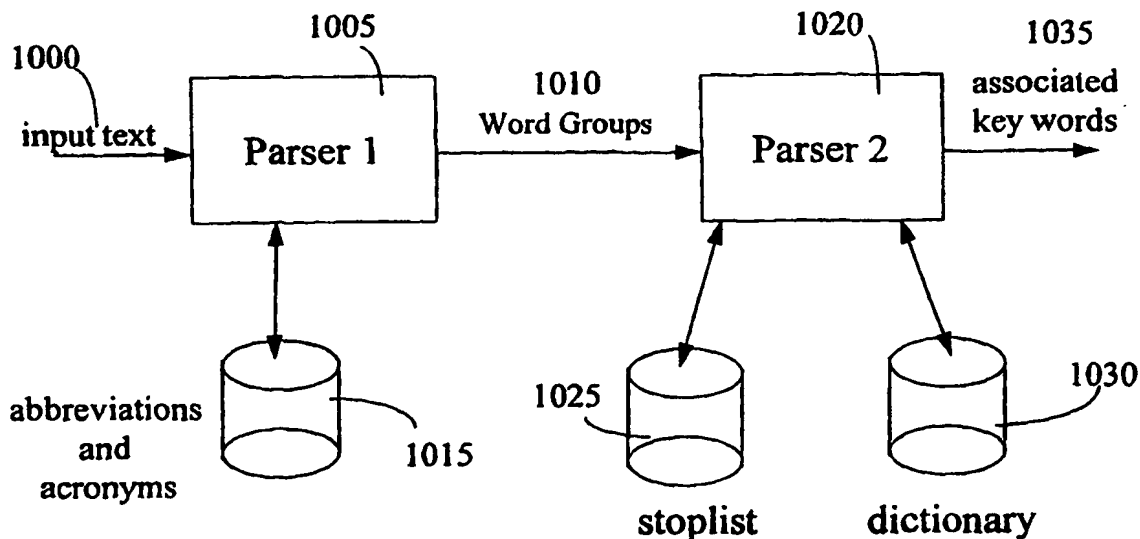 1005
1020
1035
1000
1010
associated
key words
input text
Parser 1
Word Groups
Parser 2
abbreviations
and
acronyms
1015
1025
1030
stoplist
dictionary